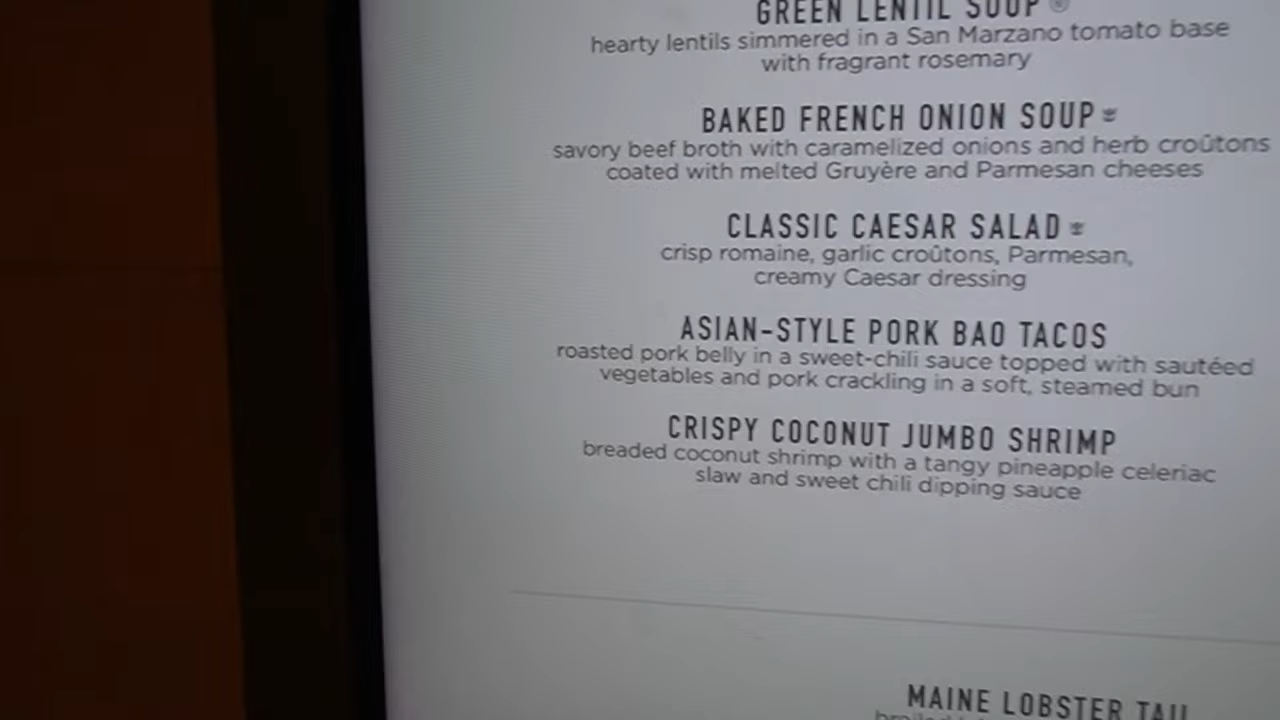 GREEN LENTIL SOUP
hearty lentils simmered in a San Marzano tomato base
with fragrant rosemary
BAKED FRENCH ONION SOUP
savory beef broth with caramelized onions and herb croûtons
coated with melted Gruyère and Parmesan cheeses
CLASSIC CAESAR SALAD
crisp romaine, garlic croûtons, Parmesan,
creamy Caesar dressing
ASIAN-STYLE PORK BAO TACOS
roasted pork belly in a sweet-chili sauce topped with sautéed
vegetables and pork crackling in a soft, steamed bun
CRISPY COCONUT JUMBO SHRIMP
breaded coconut shrimp with a tangy pineapple celeriac
slaw and sweet chili dipping sauce
MAINE LOBSTER TAIL